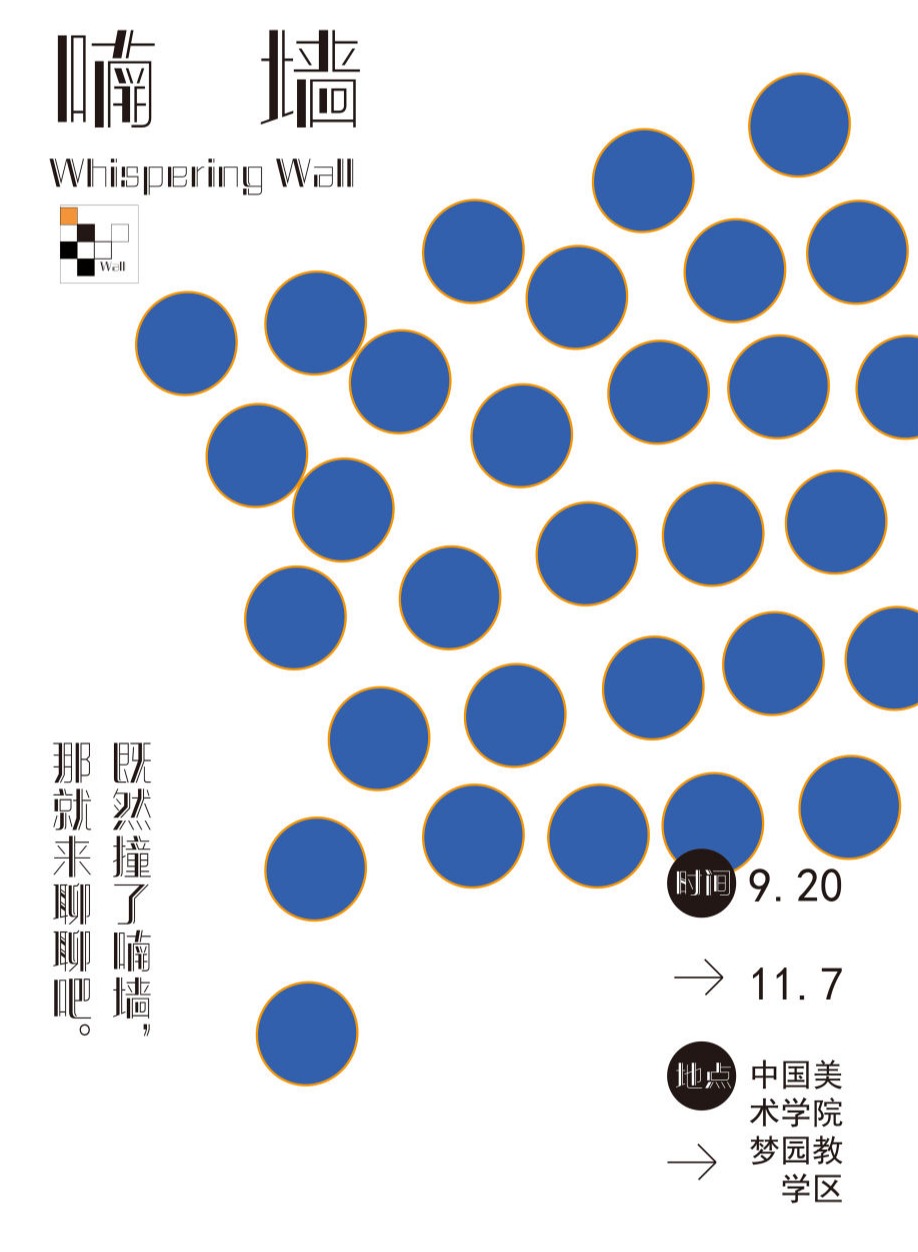 喃墙
Whispering Wall
Wall
既然撞了喃墙，
那就来聊聊吧。
时间
9.20
11.7
地点
中国美
术学院
梦园教
学区